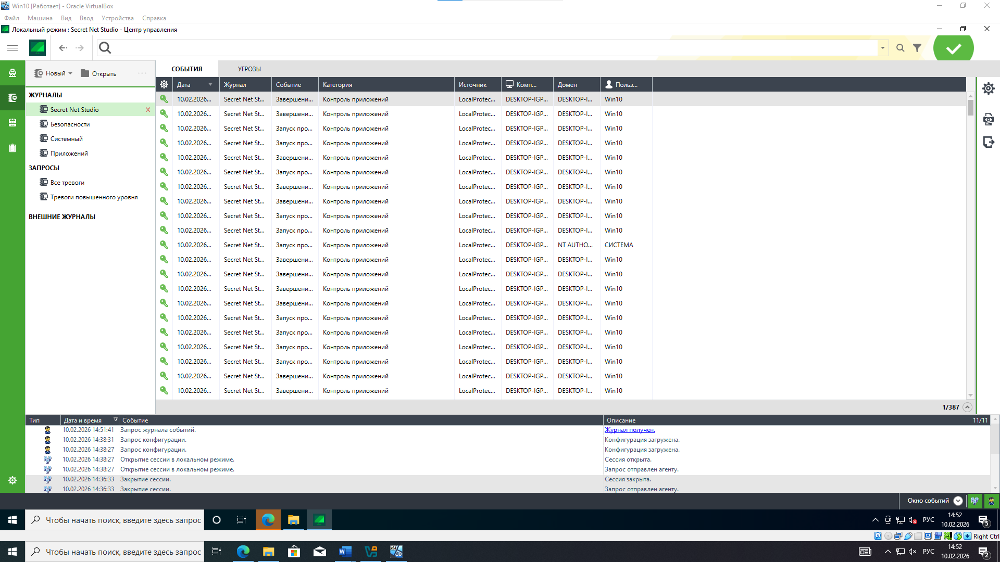 Win10 [Работает] - Oracle VirtualBox
Файл Машина Вид Ввод Устройства Справка
Локальный режим : Secret Net Studio - Центр управления
Новый Открыть
СОБЫТИЯ УГРОЗЫ
ЖУРНАЛЫ
Secret Net Studio
Безопасности
Системный
Приложений
ЗАПРОСЫ
Все тревоги
Тревоги повышенного уровня
ВНЕШНИЕ ЖУРНАЛЫ
Дата Журнал Событие Категория Источник Комп... Домен Польз...
10.02.2026... Secret Net St... Завершени... Контроль приложений LocalProtec... DESKTOP-IGP... DESKTOP-I... Win10
10.02.2026... Secret Net St... Завершени... Контроль приложений LocalProtec... DESKTOP-IGP... DESKTOP-I... Win10
10.02.2026... Secret Net St... Запуск про... Контроль приложений LocalProtec... DESKTOP-IGP... DESKTOP-I... Win10
10.02.2026... Secret Net St... Запуск про... Контроль приложений LocalProtec... DESKTOP-IGP... DESKTOP-I... Win10
10.02.2026... Secret Net St... Завершени... Контроль приложений LocalProtec... DESKTOP-IGP... DESKTOP-I... Win10
10.02.2026... Secret Net St... Запуск про... Контроль приложений LocalProtec... DESKTOP-IGP... DESKTOP-I... Win10
10.02.2026... Secret Net St... Завершени... Контроль приложений LocalProtec... DESKTOP-IGP... DESKTOP-I... Win10
10.02.2026... Secret Net St... Завершени... Контроль приложений LocalProtec... DESKTOP-IGP... DESKTOP-I... Win10
10.02.2026... Secret Net St... Запуск про... Контроль приложений LocalProtec... DESKTOP-IGP... DESKTOP-I... Win10
10.02.2026... Secret Net St... Запуск про... Контроль приложений LocalProtec... DESKTOP-IGP... DESKTOP-I... Win10
10.02.2026... Secret Net St... Запуск про... Контроль приложений LocalProtec... DESKTOP-IGP... NT AUTHO... СИСТЕМА
10.02.2026... Secret Net St... Завершени... Контроль приложений LocalProtec... DESKTOP-IGP... DESKTOP-I... Win10
10.02.2026... Secret Net St... Завершени... Контроль приложений LocalProtec... DESKTOP-IGP... DESKTOP-I... Win10
10.02.2026... Secret Net St... Завершени... Контроль приложений LocalProtec... DESKTOP-IGP... DESKTOP-I... Win10
10.02.2026... Secret Net St... Завершени... Контроль приложений LocalProtec... DESKTOP-IGP... DESKTOP-I... Win10
10.02.2026... Secret Net St... Запуск про... Контроль приложений LocalProtec... DESKTOP-IGP... DESKTOP-I... Win10
10.02.2026... Secret Net St... Запуск про... Контроль приложений LocalProtec... DESKTOP-IGP... DESKTOP-I... Win10
10.02.2026... Secret Net St... Запуск про... Контроль приложений LocalProtec... DESKTOP-IGP... DESKTOP-I... Win10
10.02.2026... Secret Net St... Запуск про... Контроль приложений LocalProtec... DESKTOP-IGP... DESKTOP-I... Win10
10.02.2026... Secret Net St... Завершени... Контроль приложений LocalProtec... DESKTOP-IGP... DESKTOP-I... Win10
10.02.2026... Secret Net St... Завершени... Контроль приложений LocalProtec... DESKTOP-IGP... DESKTOP-I... Win10
1/387
Тип Дата и время Событие Описание 11/11
10.02.2026 14:51:41 Запрос журнала событий. Журнал получен.
10.02.2026 14:38:31 Запрос конфигурации. Конфигурация загружена.
10.02.2026 14:38:27 Запрос конфигурации. Конфигурация загружена.
10.02.2026 14:38:27 Открытие сессии в локальном режиме. Сессия открыта.
10.02.2026 14:38:27 Открытие сессии в локальном режиме. Запрос отправлен агенту.
10.02.2026 14:36:33 Закрытие сессии. Сессия закрыта.
10.02.2026 14:36:33 Закрытие сессии. Запрос отправлен агенту.
Окно событий
Чтобы начать поиск, введите здесь запрос РУС 14:52 10.02.2026 5
Right Ctrl
Чтобы начать поиск, введите здесь запрос РУС 14:52 10.02.2026 2